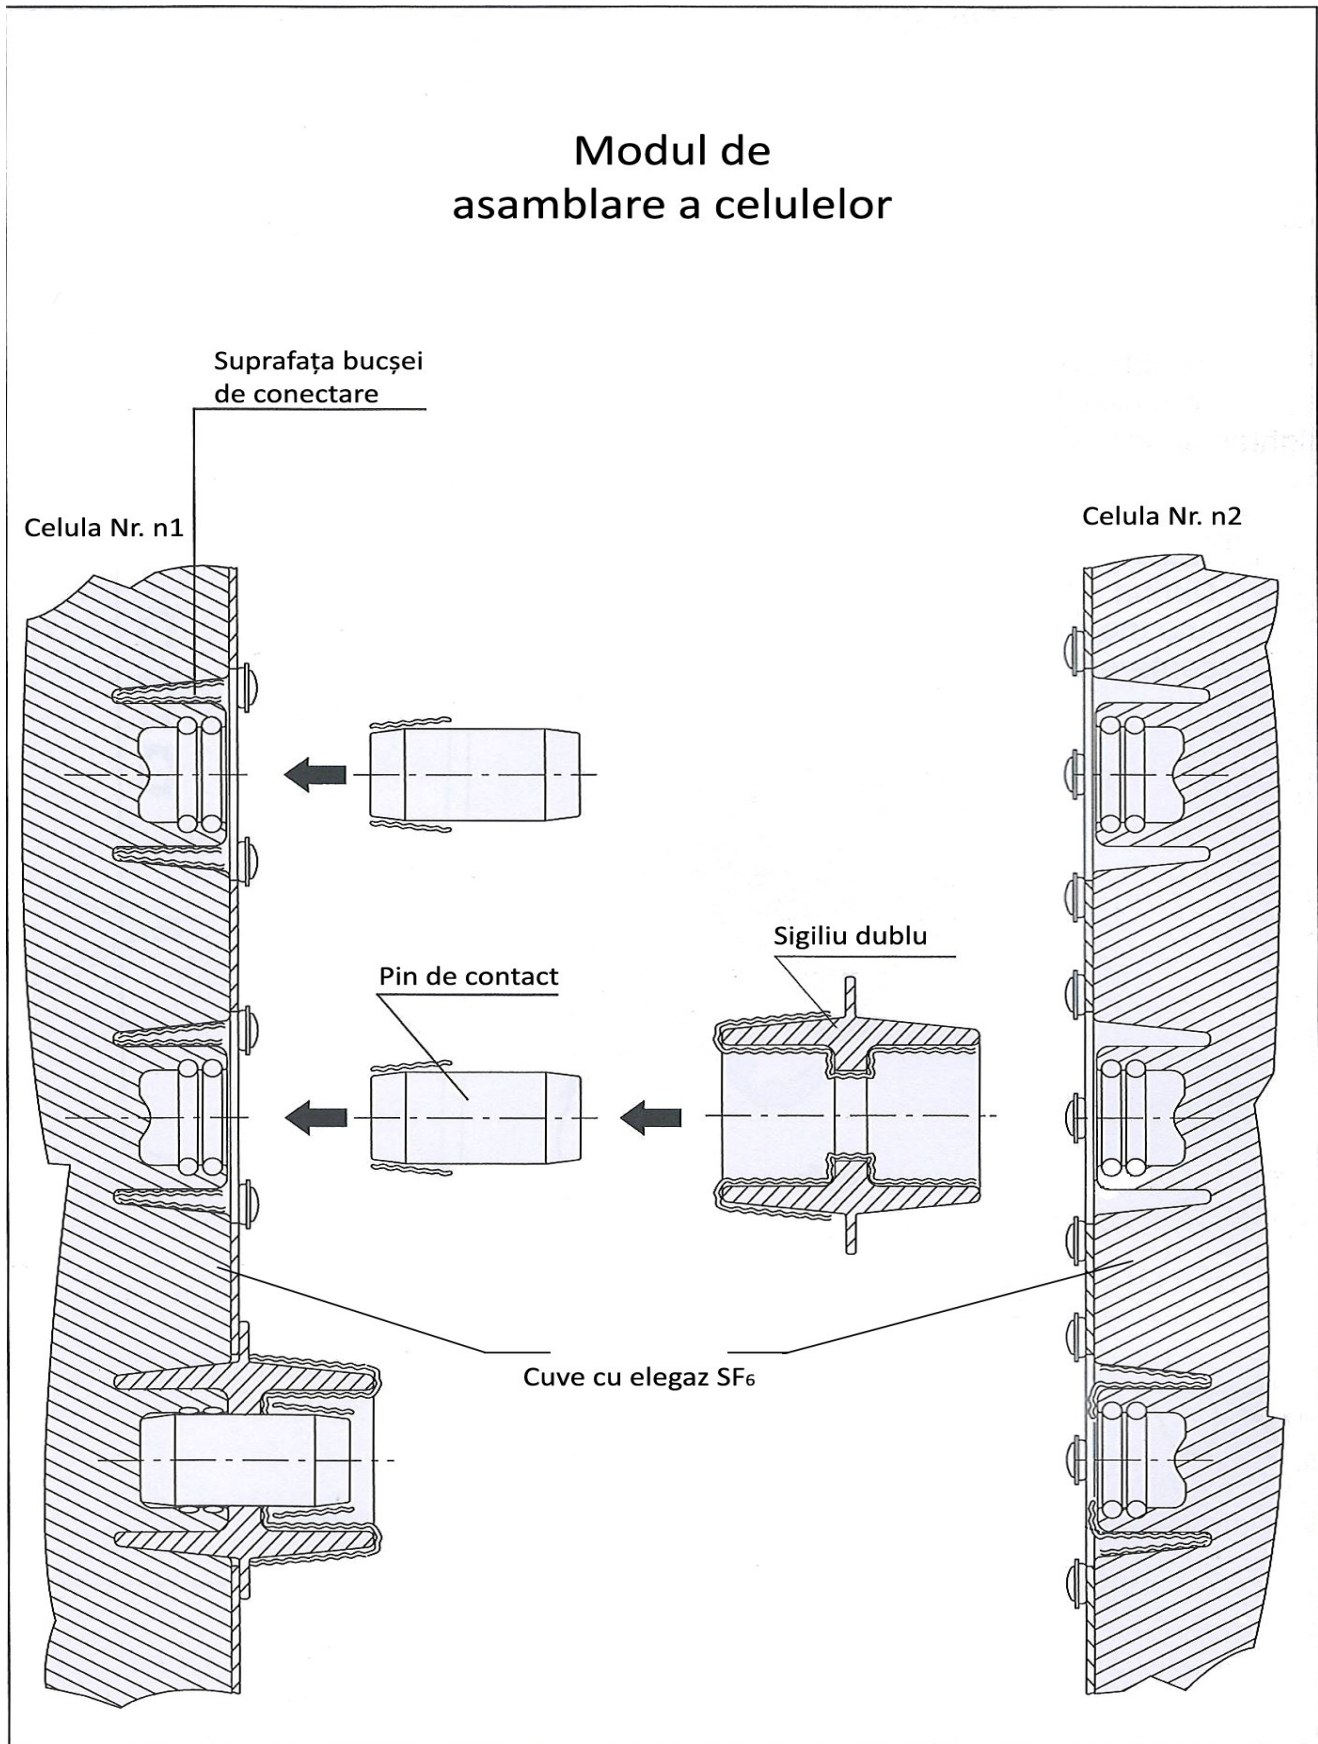 Modul de
asamblare a celulelor
Suprafața bucșei
de conectare
Celula Nr. n1
Celula Nr. n2
Sigiliu dublu
Pin de contact
Cuve cu elegaz SF₆